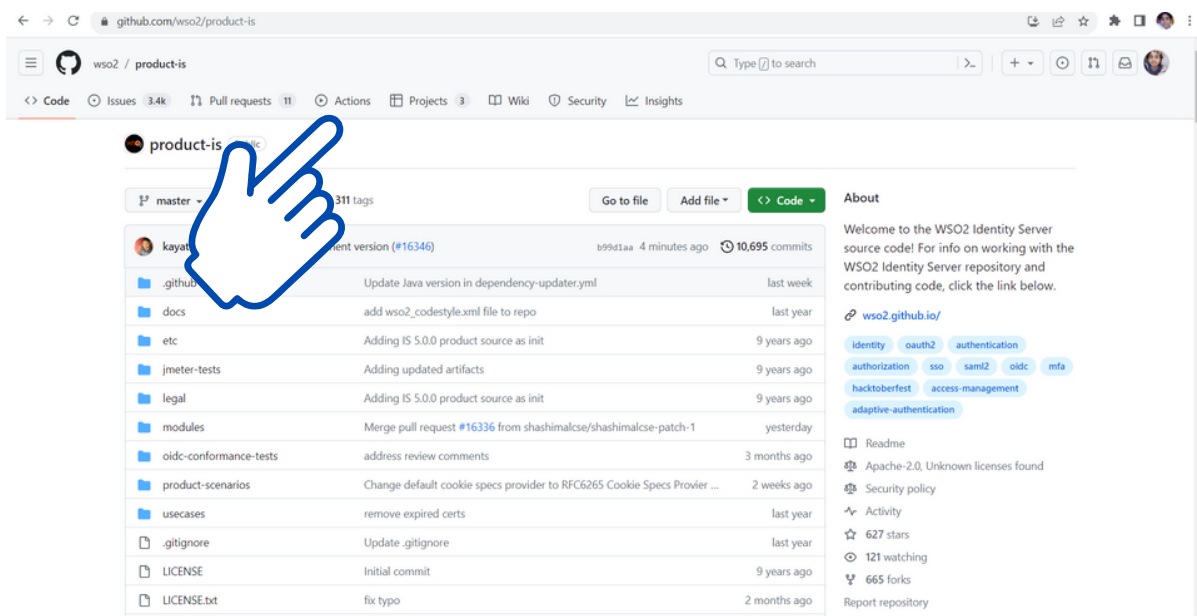 github.com/wso2/product-is
wso2 / product-is
Type / to search
>_
+
<> Code
Issues 3.4k
Pull requests 11
Actions
Projects 3
Wiki
Security
Insights
product-is
master
311 tags
Go to file
Add file
<> Code
(#16346)
b99d1aa 4 minutes ago
10,695 commits
.github
Update Java version in dependency-updater.yml
last week
docs
add wso2_codestyle.xml file to repo
last year
etc
Adding IS 5.0.0 product source as init
9 years ago
jmeter-tests
Adding updated artifacts
9 years ago
legal
Adding IS 5.0.0 product source as init
9 years ago
modules
Merge pull request #16336 from shashimalcse/shashimalcse-patch-1
yesterday
oidc-conformance-tests
address review comments
3 months ago
product-scenarios
Change default cookie specs provider to RFC6265 Cookie Specs Provier ...
2 weeks ago
usecases
remove expired certs
last year
.gitignore
Update .gitignore
last year
LICENSE
Initial commit
9 years ago
LICENSE.txt
fix typo
2 months ago
About
Welcome to the WSO2 Identity Server
source code! For info on working with the
WSO2 Identity Server repository and
contributing code, click the link below.
wso2.github.io/
identity oauth2 authentication
authorization sso saml2 oidc mfa
hacktoberfest access-management
adaptive-authentication
Readme
Apache-2.0, Unknown licenses found
Security policy
Activity
627 stars
121 watching
665 forks
Report repository